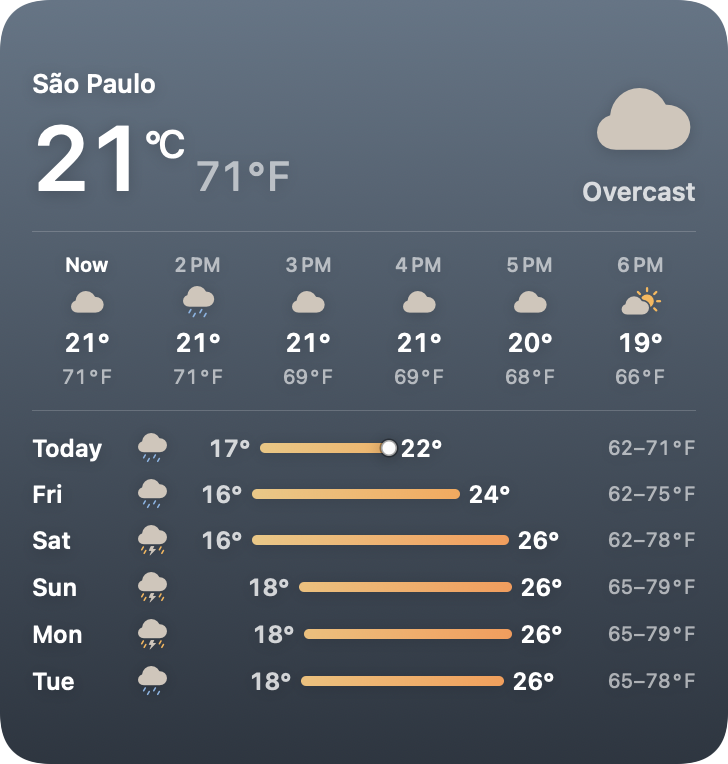 São Paulo
21℃ 71°F
Overcast
Now 2 PM 3 PM 4 PM 5 PM 6 PM
21° 21° 21° 21° 20° 19°
71°F 71°F 69°F 69°F 68°F 66°F
Today 17° 22° 62–71°F
Fri 16° 24° 62–75°F
Sat 16° 26° 62–78°F
Sun 18° 26° 65–79°F
Mon 18° 26° 65–79°F
Tue 18° 26° 65–78°F